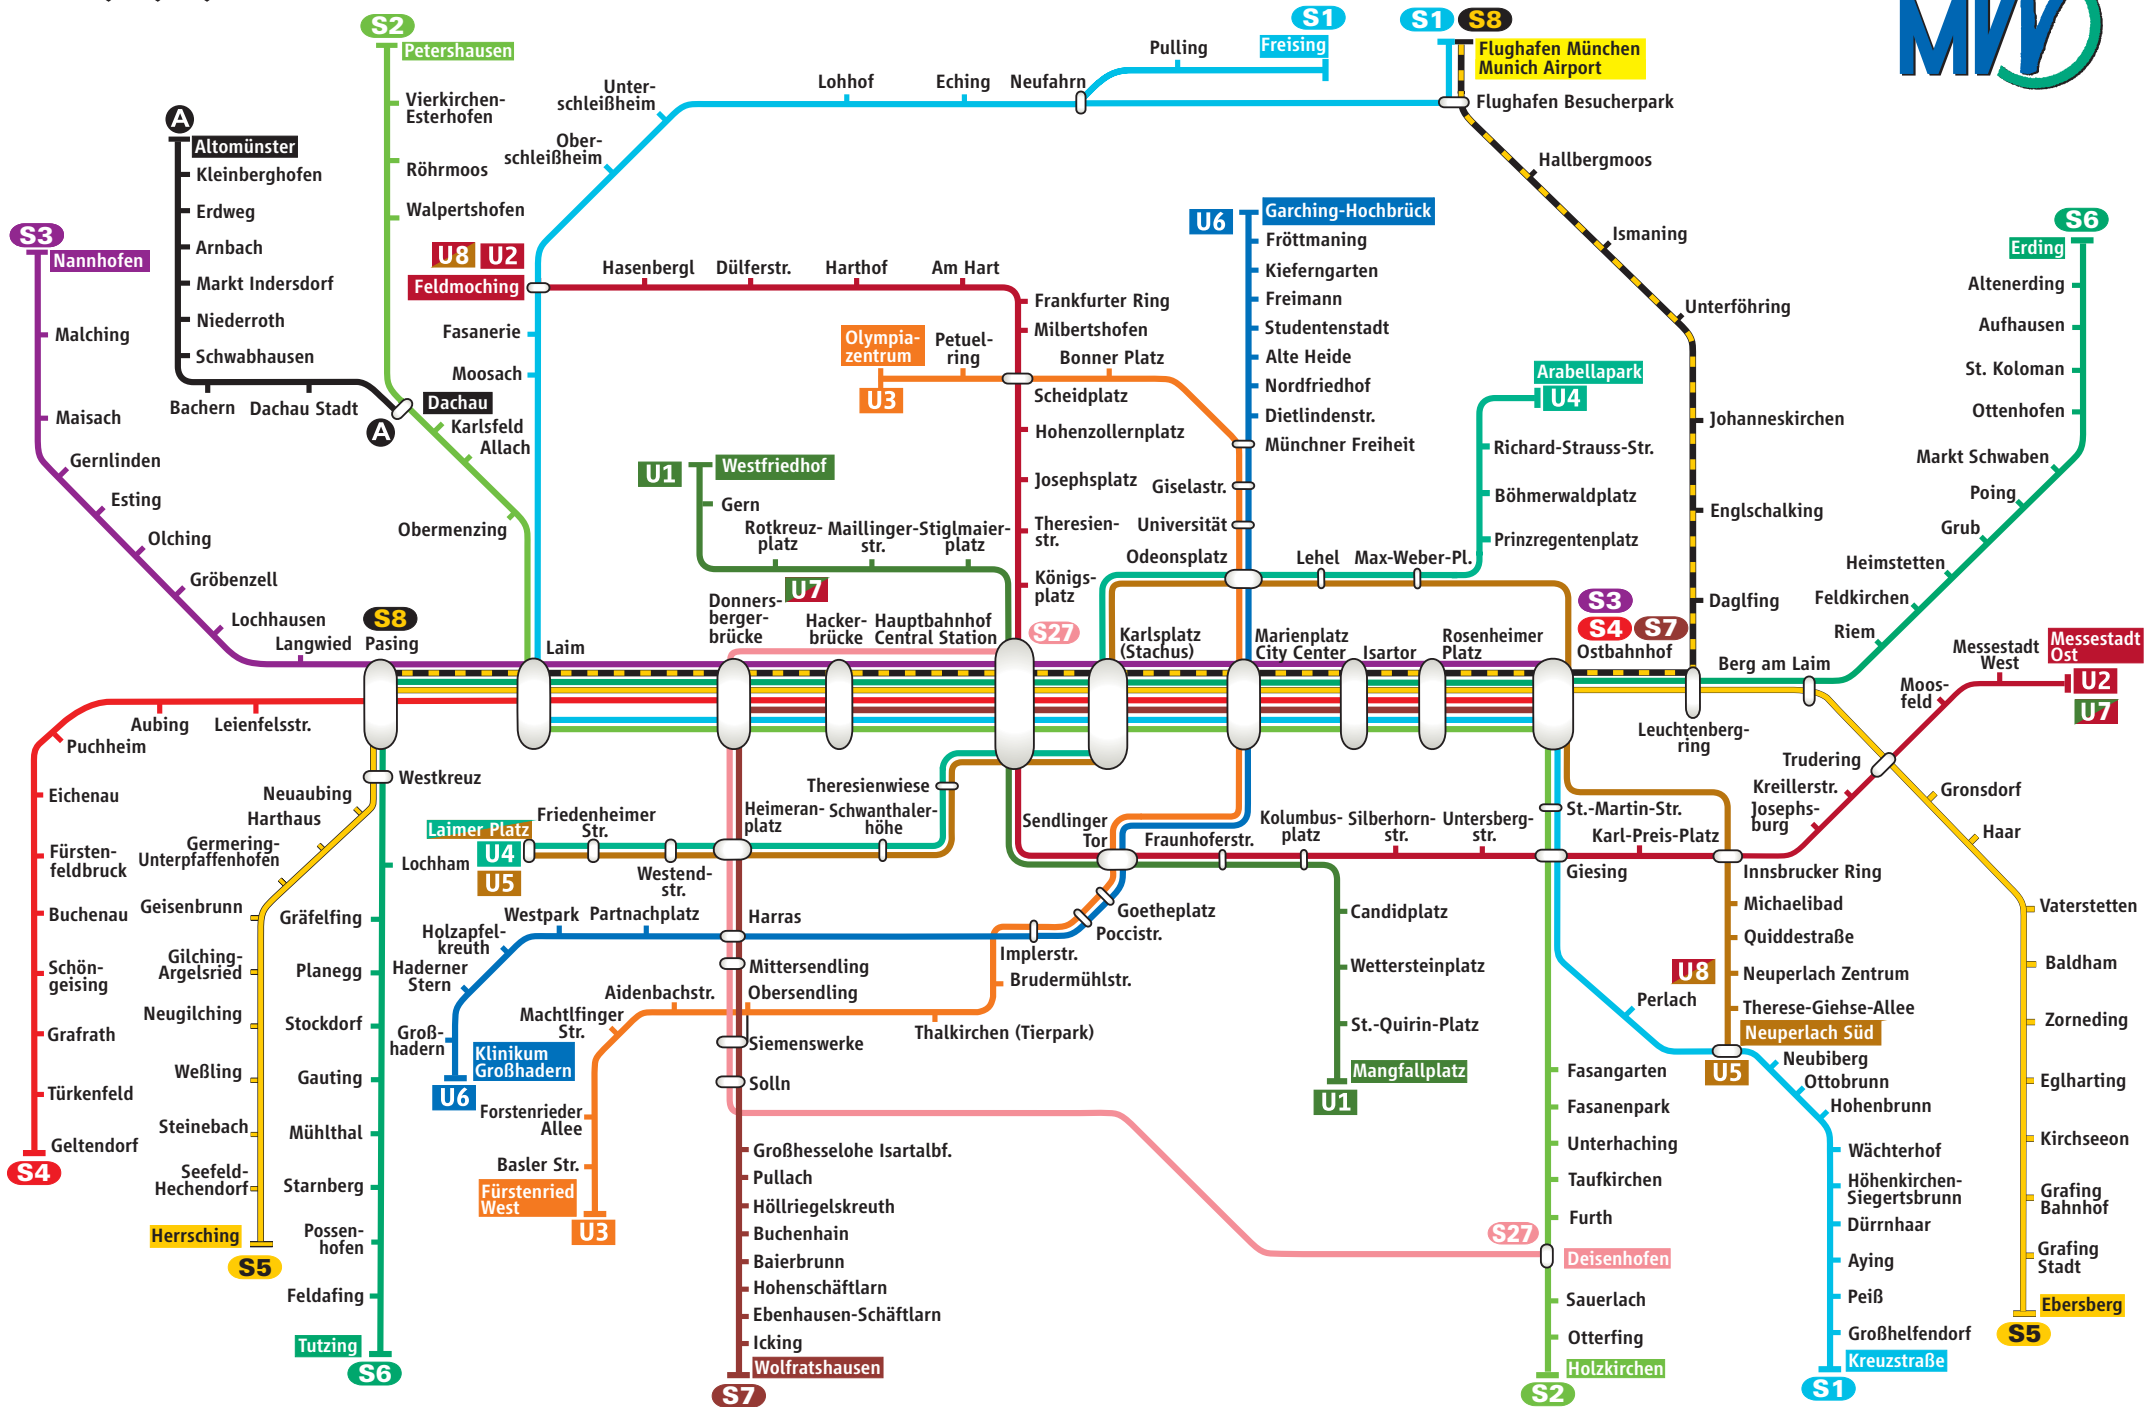 S2
Petershausen
Vierkirchen-
Esterhofen
Röhrmoos
Walpertshofen
A
Altomünster
Kleinberghofen
Erdweg
Arnbach
Markt Indersdorf
Niederroth
Schwabhausen
Bachern
Dachau Stadt
A
Dachau
Karlsfeld
Allach
Obermenzing
S3
Nannhofen
Malching
Maisach
Gernlinden
Esting
Olching
Gröbenzell
Lochhausen
Langwied
S8
Pasing
Laim
Unter-
schleißheim
Ober-
schleißheim
Lohhof
Eching
Neufahrn
Pulling
Freising
S1
S1
S8
Flughafen München
Munich Airport
Flughafen Besucherpark
MVV
Hallbergmoos
Ismaning
Unterföhring
Johanneskirchen
Englschalking
Daglfing
S6
Erding
Altenerding
Aufhausen
St. Koloman
Ottenhofen
Markt Schwaben
Poing
Grub
Heimstetten
Feldkirchen
Riem
Berg am Laim
U8
U2
Feldmoching
Fasanerie
Moosach
Hasenbergl
Dülferstr.
Harthof
Am Hart
Frankfurter Ring
Milbertshofen
Scheidplatz
Hohenzollernplatz
Josephsplatz
Theresien-
str.
Königs-
platz
Olympia-
zentrum
U3
Petuel-
ring
Bonner Platz
U6
Garching-Hochbrück
Fröttmaning
Kieferngarten
Freimann
Studentenstadt
Alte Heide
Nordfriedhof
Dietlindenstr.
Münchner Freiheit
Giselastr.
Universität
Odeonsplatz
Lehel
Max-Weber-Pl.
Arabellapark
U4
Richard-Strauss-Str.
Böhmerwaldplatz
Prinzregentenplatz
U1
Westfriedhof
Gern
Rotkreuz-
platz
Maillinger-
str.
Stiglmaier-
platz
U7
Donners-
berger-
brücke
Hacker-
brücke
Hauptbahnhof
Central Station
S27
Karlsplatz
(Stachus)
Marienplatz
City Center
Isartor
Rosenheimer
Platz
S3
S4
S7
Ostbahnhof
Leuchtenberg-
ring
Messestadt
West
Messestadt
Ost
U2
U7
Moos-
feld
Trudering
Kreillerstr.
Josephs-
burg
Gronsdorf
Haar
Vaterstetten
Baldham
Zorneding
Eglharting
Kirchseeon
Grafing
Bahnhof
Grafing
Stadt
Ebersberg
S5
Aubing
Leienfelsstr.
Puchheim
Eichenau
Fürsten-
feldbruck
Buchenau
Schön-
geising
Grafrath
Türkenfeld
Geltendorf
S4
Westkreuz
Neuaubing
Harthaus
Germering-
Unterpfaffenhofen
Geisenbrunn
Gilching-
Argelsried
Neugilching
Weßling
Steinebach
Seefeld-
Hechendorf
Herrsching
S5
Lochham
Gräfelfing
Planegg
Stockdorf
Gauting
Mühlthal
Starnberg
Possen-
hofen
Feldafing
Tutzing
S6
Laimer Platz
U4
U5
Friedenheimer
Str.
Westend-
str.
Heimeran-
platz
Schwanthaler-
höhe
Theresienwiese
Sendlinger
Tor
Fraunhoferstr.
Kolumbus-
platz
Silberhorn-
str.
Untersberg-
str.
Giesing
St.-Martin-Str.
Karl-Preis-Platz
Innsbrucker Ring
Michaelibad
Quiddestraße
U8
Neuperlach Zentrum
Therese-Giehse-Allee
Neuperlach Süd
U5
Goetheplatz
Poccistr.
Implerstr.
Brudermühlstr.
Thalkirchen (Tierpark)
Harras
Partnachplatz
Westpark
Holzapfel-
kreuth
Haderner
Stern
Groß-
hadern
Klinikum
Großhadern
U6
Mittersendling
Obersendling
Aidenbachstr.
Machtlfinger
Str.
Forstenrieder
Allee
Basler Str.
Fürstenried
West
U3
Siemenswerke
Solln
Großhesselohe Isartalbf.
Pullach
Höllriegelskreuth
Buchenhain
Baierbrunn
Hohenschäftlarn
Ebenhausen-Schäftlarn
Icking
Wolfratshausen
S7
Candidplatz
Wettersteinplatz
St.-Quirin-Platz
Mangfallplatz
U1
Fasangarten
Fasanenpark
Unterhaching
Taufkirchen
Furth
S27
Deisenhofen
Sauerlach
Otterfing
Holzkirchen
S2
Perlach
Neubiberg
Ottobrunn
Hohenbrunn
Wächterhof
Höhenkirchen-
Siegertsbrunn
Dürrnhaar
Aying
Peiß
Großhelfendorf
Kreuzstraße
S1